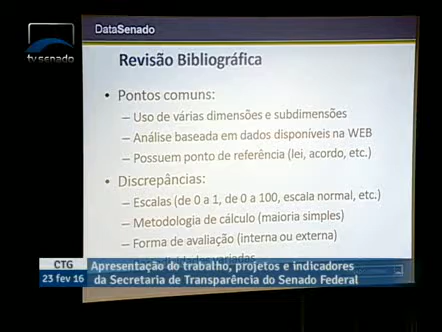 tv senado
DataSenado
Revisão Bibliográfica
• Pontos comuns:
– Uso de várias dimensões e subdimensões
– Análise baseada em dados disponíveis na WEB
– Possuem ponto de referência (lei, acordo, etc.)
• Discrepâncias:
– Escalas (de 0 a 1, de 0 a 100, escala normal, etc.)
– Metodologia de cálculo (maioria simples)
– Forma de avaliação (interna ou externa)
CTG
23 fev 16
Apresentação do trabalho, projetos e indicadores
da Secretaria de Transparência do Senado Federal